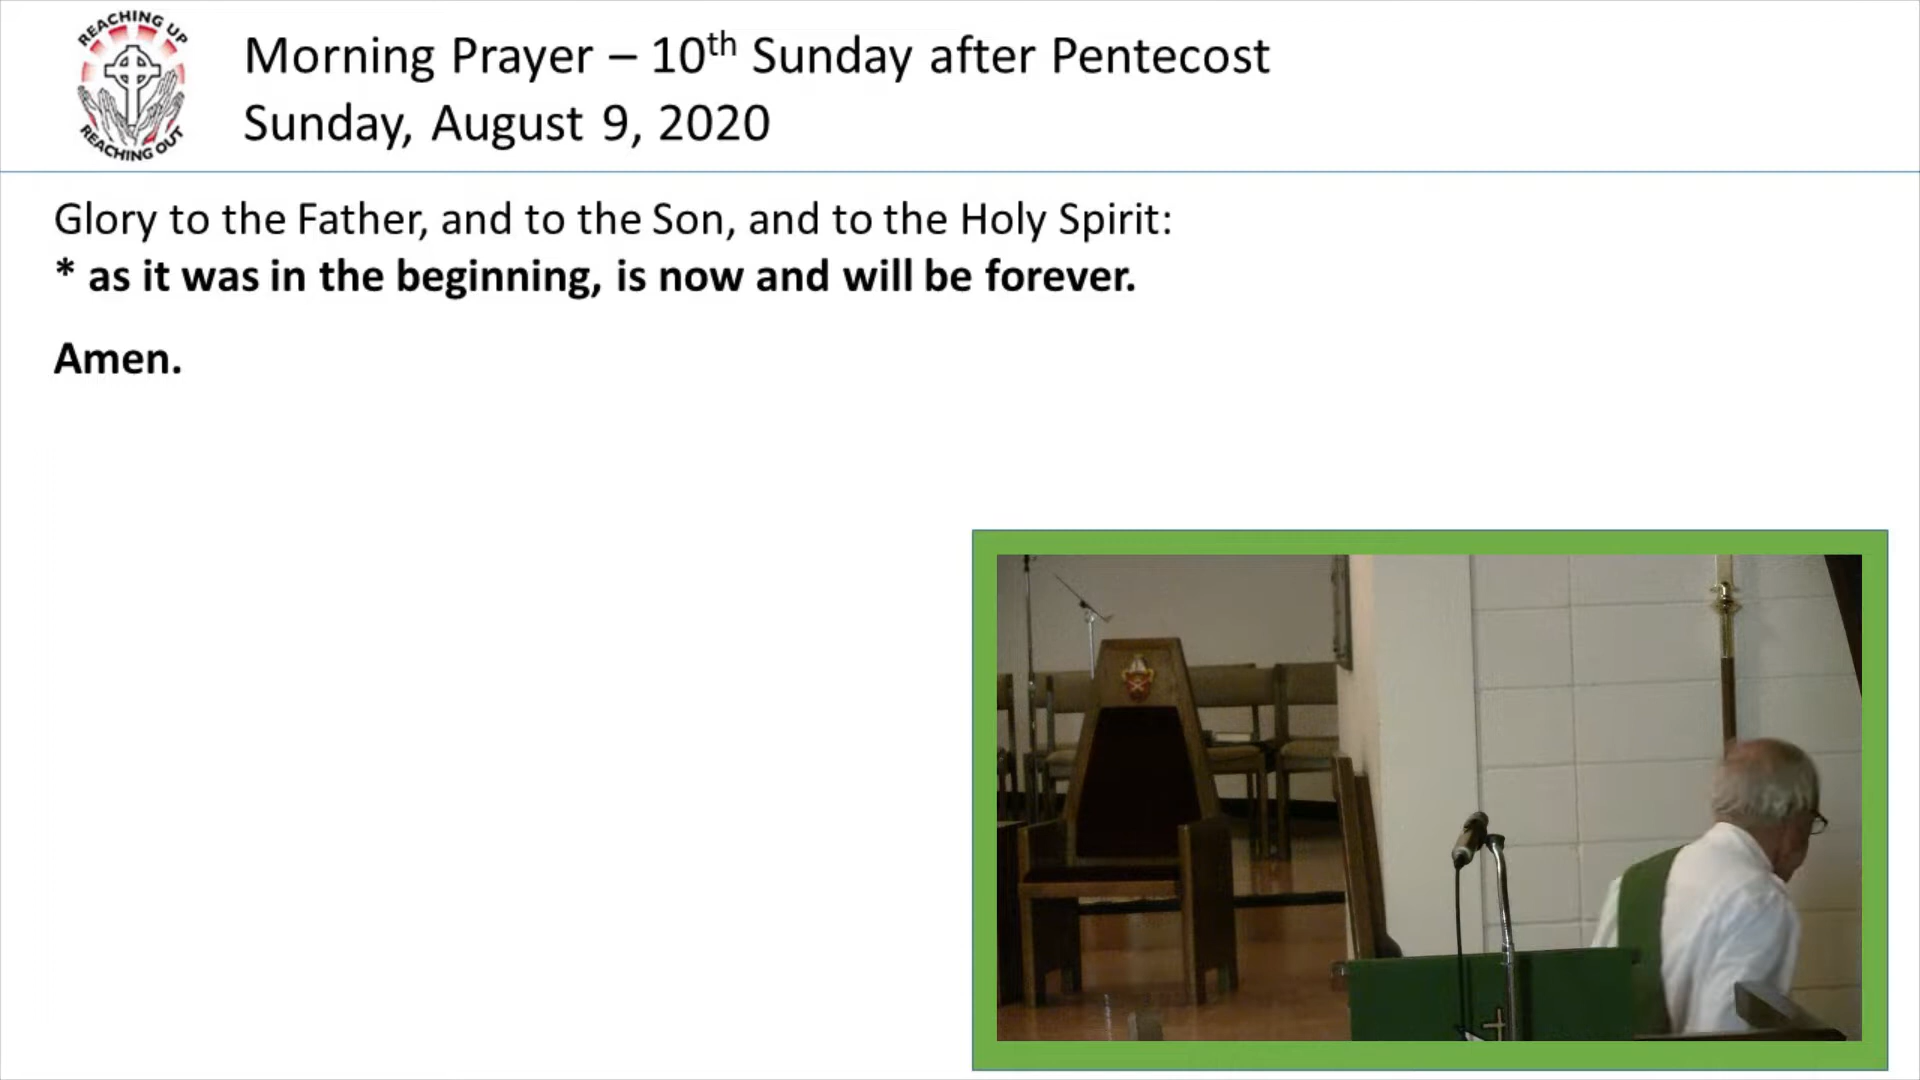 REACHING UP
REACHING OUT
Morning Prayer – 10th Sunday after Pentecost
Sunday, August 9, 2020
Glory to the Father, and to the Son, and to the Holy Spirit:
* as it was in the beginning, is now and will be forever.
Amen.